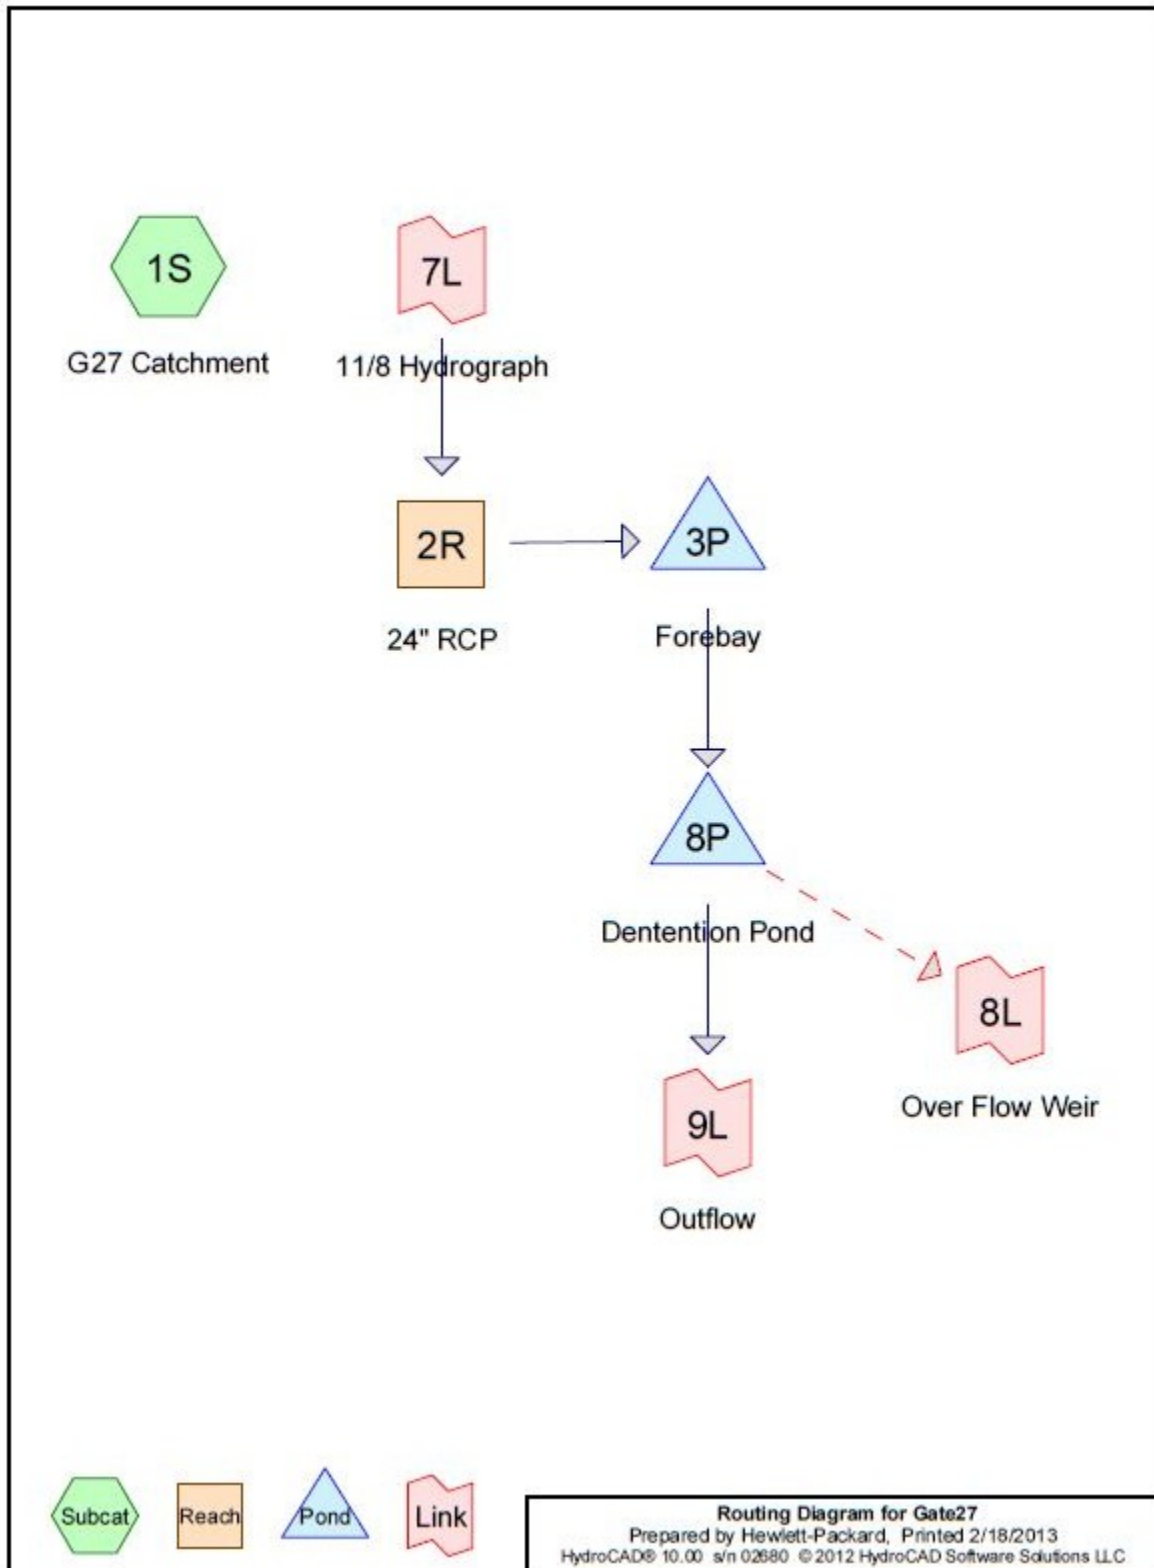 1S
7L
G27 Catchment
11/8 Hydrograph
2R
3P
24" RCP
Forebay
8P
Dentention Pond
8L
Over Flow Weir
9L
Outflow
Subcat
Reach
Pond
Link
Routing Diagram for Gate27
Prepared by Hewlett-Packard, Printed 2/18/2013
HydroCAD® 10.00 s/n 02680 © 2012 HydroCAD Software Solutions LLC